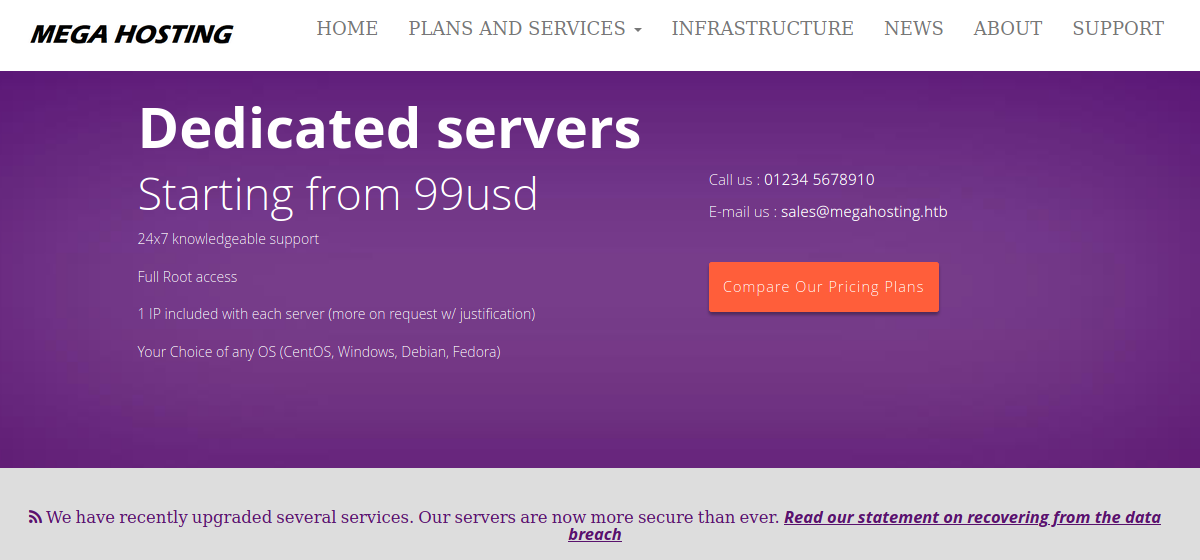 MEGA HOSTING
HOME PLANS AND SERVICES INFRASTRUCTURE NEWS ABOUT SUPPORT
Dedicated servers
Starting from 99usd
24x7 knowledgeable support
Full Root access
1 IP included with each server (more on request w/ justification)
Your Choice of any OS (CentOS, Windows, Debian, Fedora)
Call us : 01234 5678910
E-mail us : sales@megahosting.htb
Compare Our Pricing Plans
We have recently upgraded several services. Our servers are now more secure than ever. Read our statement on recovering from the data
breach